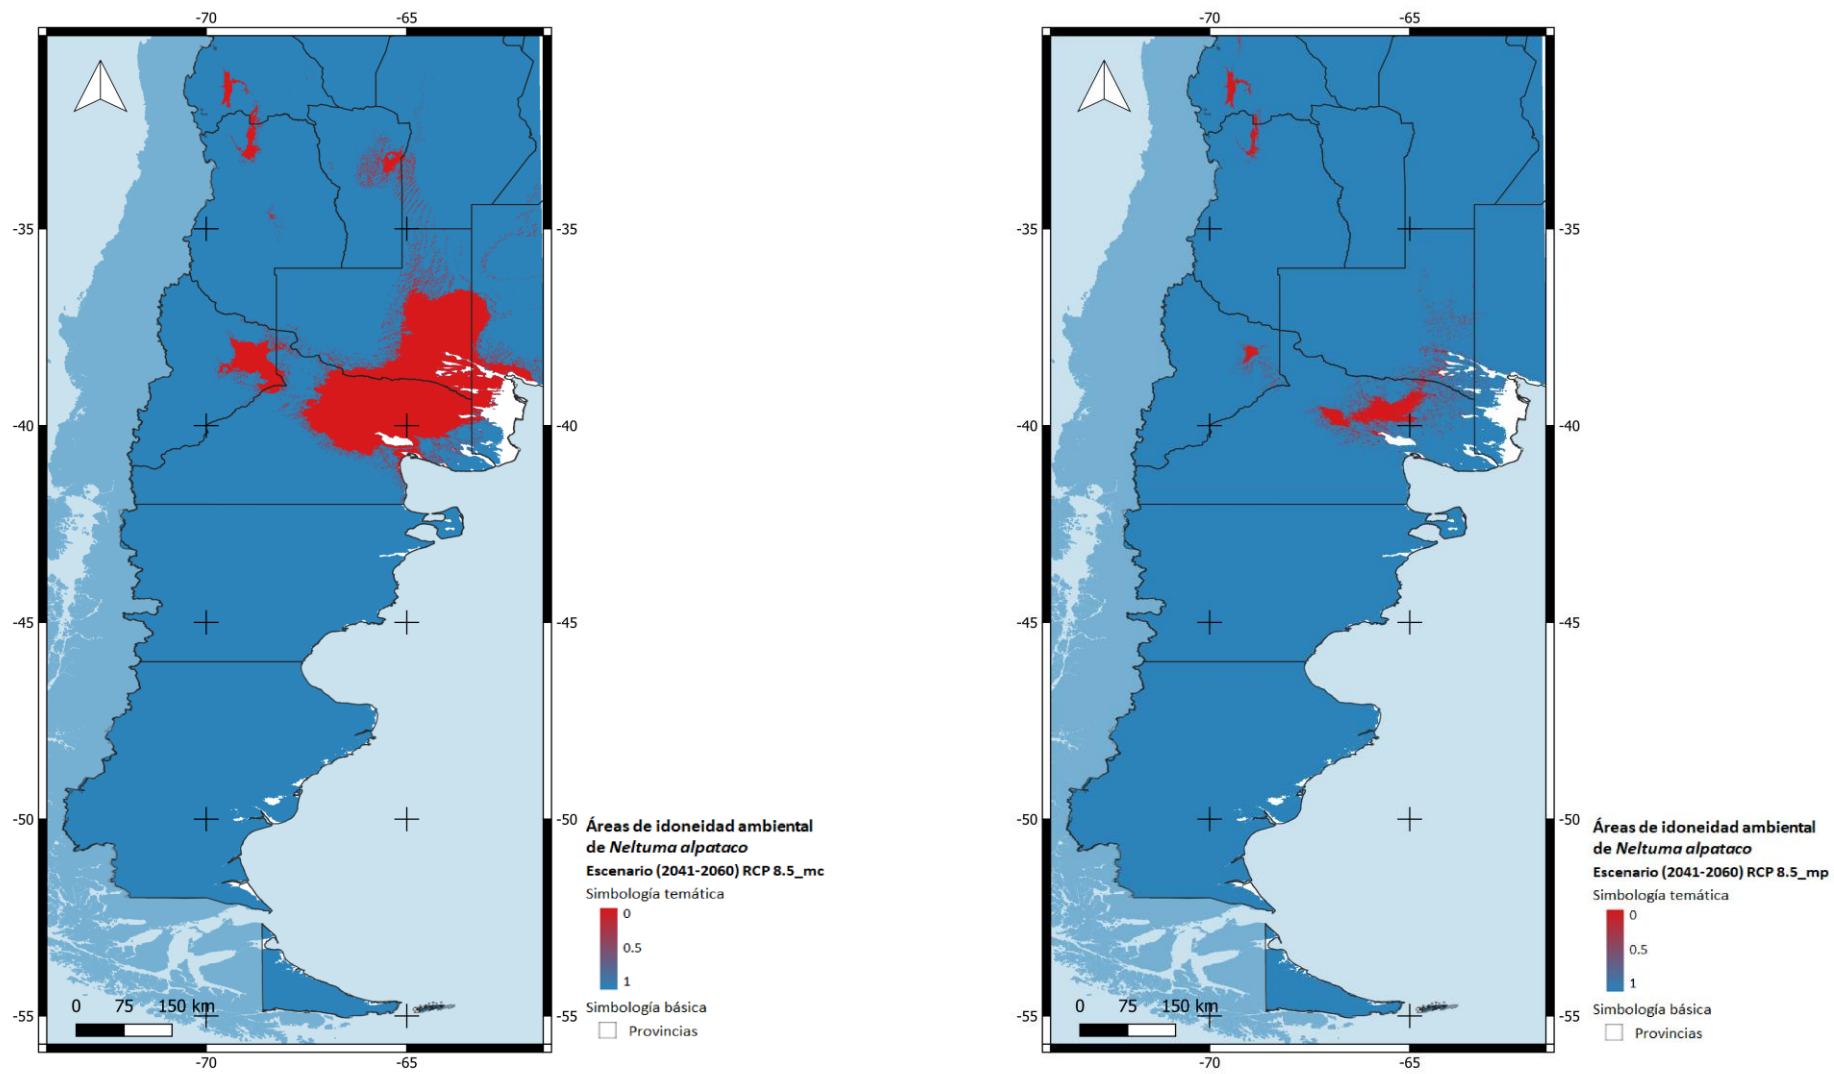 -70 -65
-35 -35
-40 -40
-45 -45
-50 -50
-55 -55
-70 -65
0 75 150 km
Áreas de idoneidad ambiental
de Neltuma alpataco
Escenario (2041-2060) RCP 8.5_mc
Simbología temática
0
0.5
1
Simbología básica
Provincias
-70 -65
-35 -35
-40 -40
-45 -45
-50 -50
-55 -55
-70 -65
0 75 150 km
Áreas de idoneidad ambiental
de Neltuma alpataco
Escenario (2041-2060) RCP 8.5_mp
Simbología temática
0
0.5
1
Simbología básica
Provincias